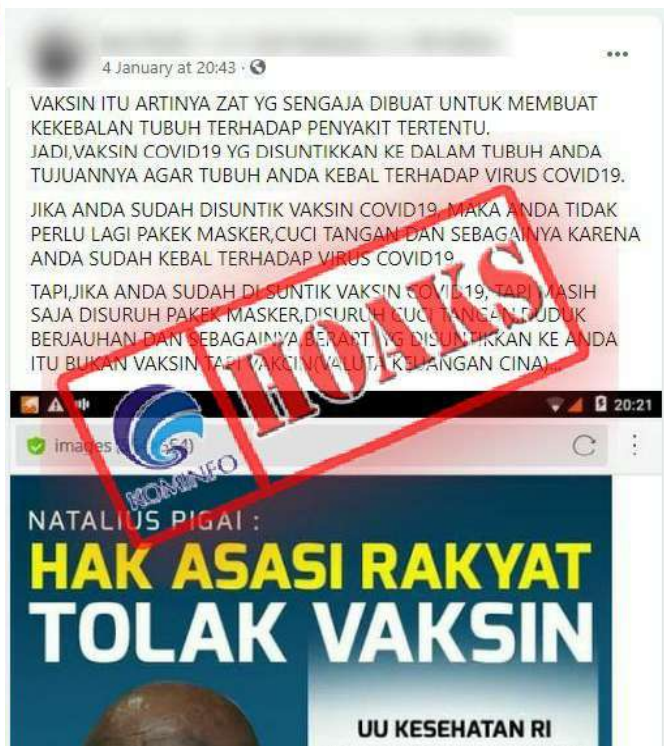 4 January at 20:43
VAKSIN ITU ARTINYA ZAT YG SENGAJA DIBUAT UNTUK MEMBUAT
KEKEBALAN TUBUH TERHADAP PENYAKIT TERTENTU.
JADI,VAKSIN COVID19 YG DISUNTIKKAN KE DALAM TUBUH ANDA
TUJUANNYA AGAR TUBUH ANDA KEBAL TERHADAP VIRUS COVID19.
JIKA ANDA SUDAH DISUNTIK VAKSIN COVID19, MAKA ANDA TIDAK
PERLU LAGI PAKEK MASKER,CUCI TANGAN DAN SEBAGAINYA KARENA
ANDA SUDAH KEBAL TERHADAP VIRUS COVID19
TAPI,JIKA ANDA SUDAH DI SUNTIK VAKSIN COVID19, TAPI MASIH
SAJA DISURUH PAKEK MASKER,DISURUH CUCI TANGAN,DUDUK
BERJAUHAN DAN SEBAGAINYA,BERARTI YG DISUNTIKKAN KE ANDA
ITU BUKAN VAKSIN TAPI VAKCIN(VALUTA KEUANGAN CINA)...
HOAKS
KOMINFO
20:21
images
NATALIUS PIGAI :
HAK ASASI RAKYAT
TOLAK VAKSIN
UU KESEHATAN RI